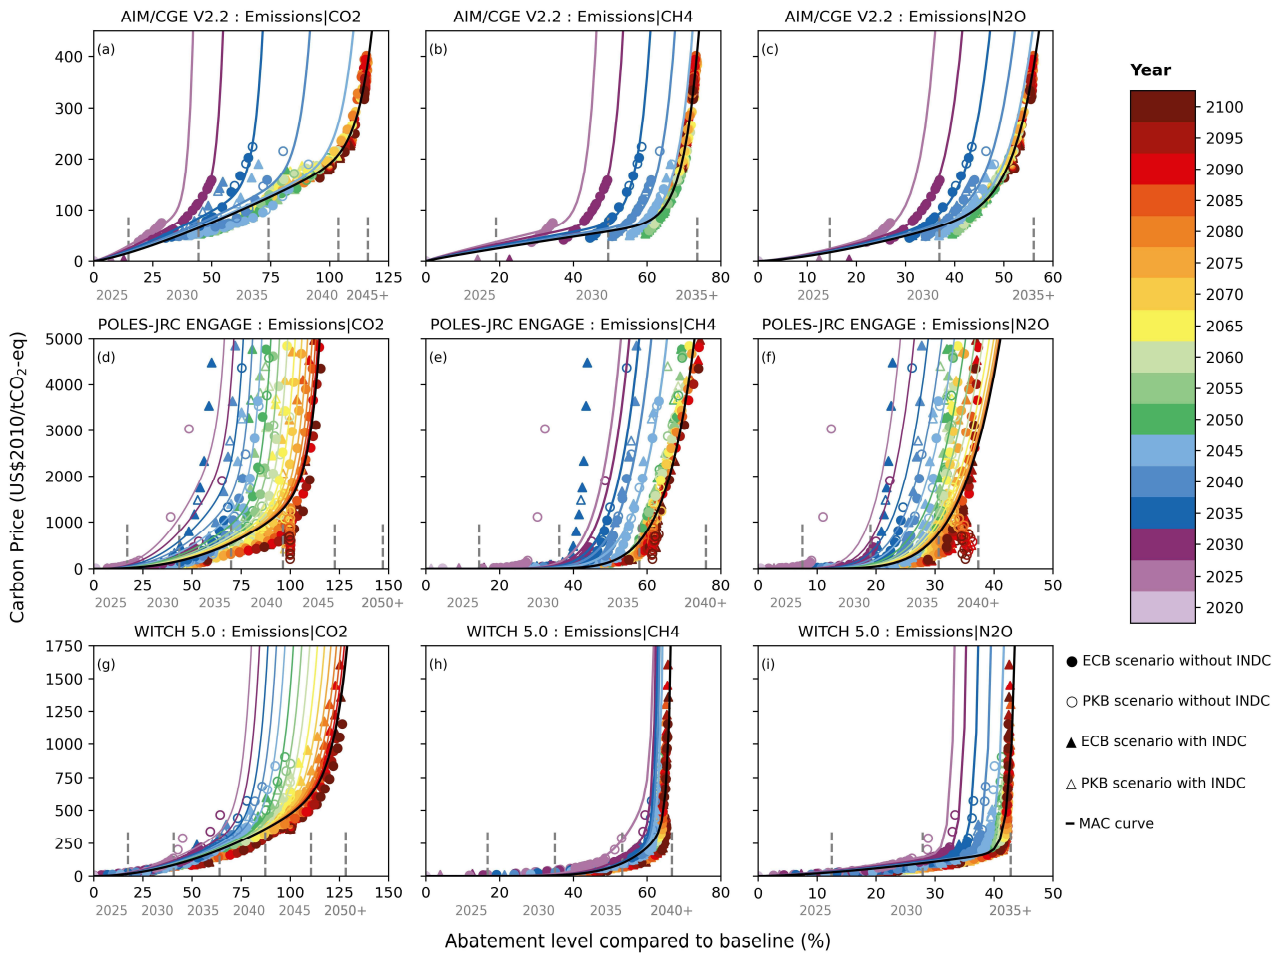 AIM/CGE V2.2 : Emissions|CO2
AIM/CGE V2.2 : Emissions|CH4
AIM/CGE V2.2 : Emissions|N2O
(a)
(b)
(c)
400
300
200
100
0
0 25 50 75 100 125
0 20 40 60 80
0 10 20 30 40 50 60
2025 2030 2035 2040 2045+
2025 2030 2035+
2025 2030 2035+
POLES-JRC ENGAGE : Emissions|CO2
POLES-JRC ENGAGE : Emissions|CH4
POLES-JRC ENGAGE : Emissions|N2O
(d)
(e)
(f)
5000
4000
3000
2000
1000
0
0 25 50 75 100 125 150
0 20 40 60 80
0 10 20 30 40 50
2025 2030 2035 2040 2045 2050+
2025 2030 2035 2040+
2025 2030 2035 2040+
WITCH 5.0 : Emissions|CO2
WITCH 5.0 : Emissions|CH4
WITCH 5.0 : Emissions|N2O
(g)
(h)
(i)
1750
1500
1250
1000
750
500
250
0
0 25 50 75 100 125 150
0 20 40 60 80
0 10 20 30 40 50
2025 2030 2035 2040 2045 2050+
2025 2030 2035 2040+
2025 2030 2035+
Carbon Price (US$2010/tCO₂-eq)
Abatement level compared to baseline (%)
Year
2100
2095
2090
2085
2080
2075
2070
2065
2060
2055
2050
2045
2040
2035
2030
2025
2020
ECB scenario without INDC
PKB scenario without INDC
ECB scenario with INDC
PKB scenario with INDC
MAC curve